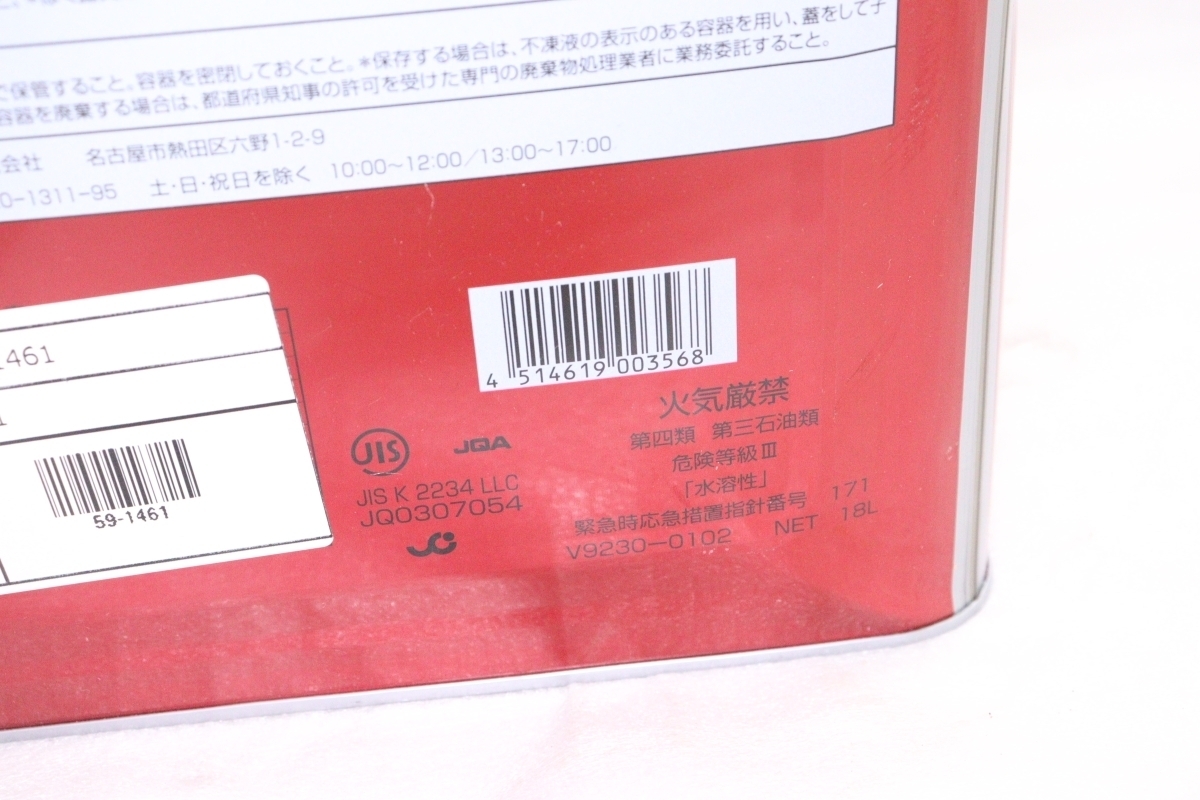 で保管すること。容器を密閉しておくこと。*保存する場合は、不凍液の表示のある容器を用い、蓋をして子
容器を廃棄する場合は、都道府県知事の許可を受けた専門の廃棄物処理業者に業務委託すること。
会社 名古屋市熱田区六野1-2-9
0-1311-95 土・日・祝日を除く 10:00~12:00/13:00~17:00
1461
59-1461
4 514619 003568
JIS
JQA
JIS K 2234 LLC
JQ0307054
火気厳禁
第四類 第三石油類
危険等級Ⅲ
「水溶性」
緊急時応急措置指針番号 171
V9230-0102 NET 18L